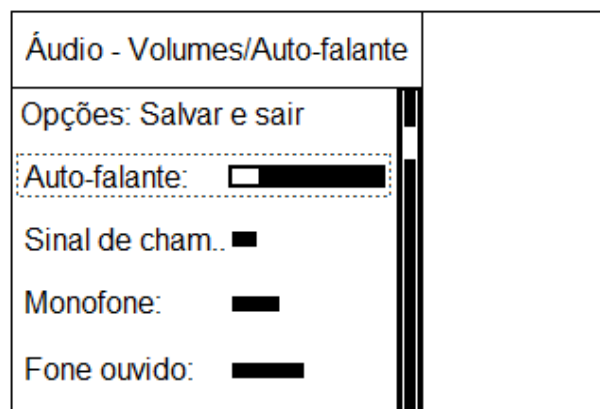 Áudio - Volumes/Auto-falante
Opções: Salvar e sair
Auto-falante:
Sinal de cham..
Monofone:
Fone ouvido: